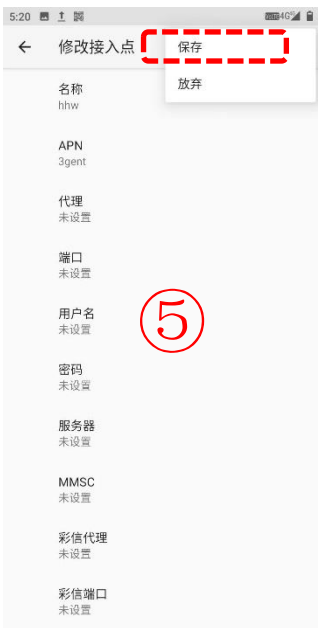 5:20
4G
修改接入点
保存
放弃
名称
hhw
APN
3gent
代理
未设置
端口
未设置
用户名
未设置
⑤
密码
未设置
服务器
未设置
MMSC
未设置
彩信代理
未设置
彩信端口
未设置